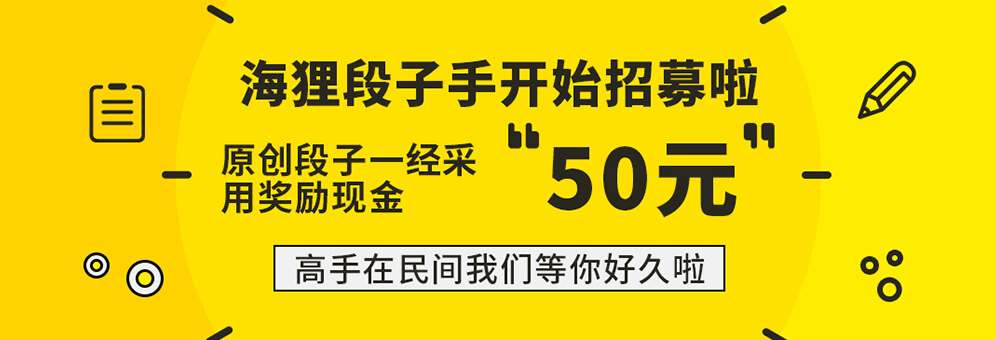 海狸段子手开始招募啦
原创段子一经采
用奖励现金
“50元”
高手在民间我们等你好久啦